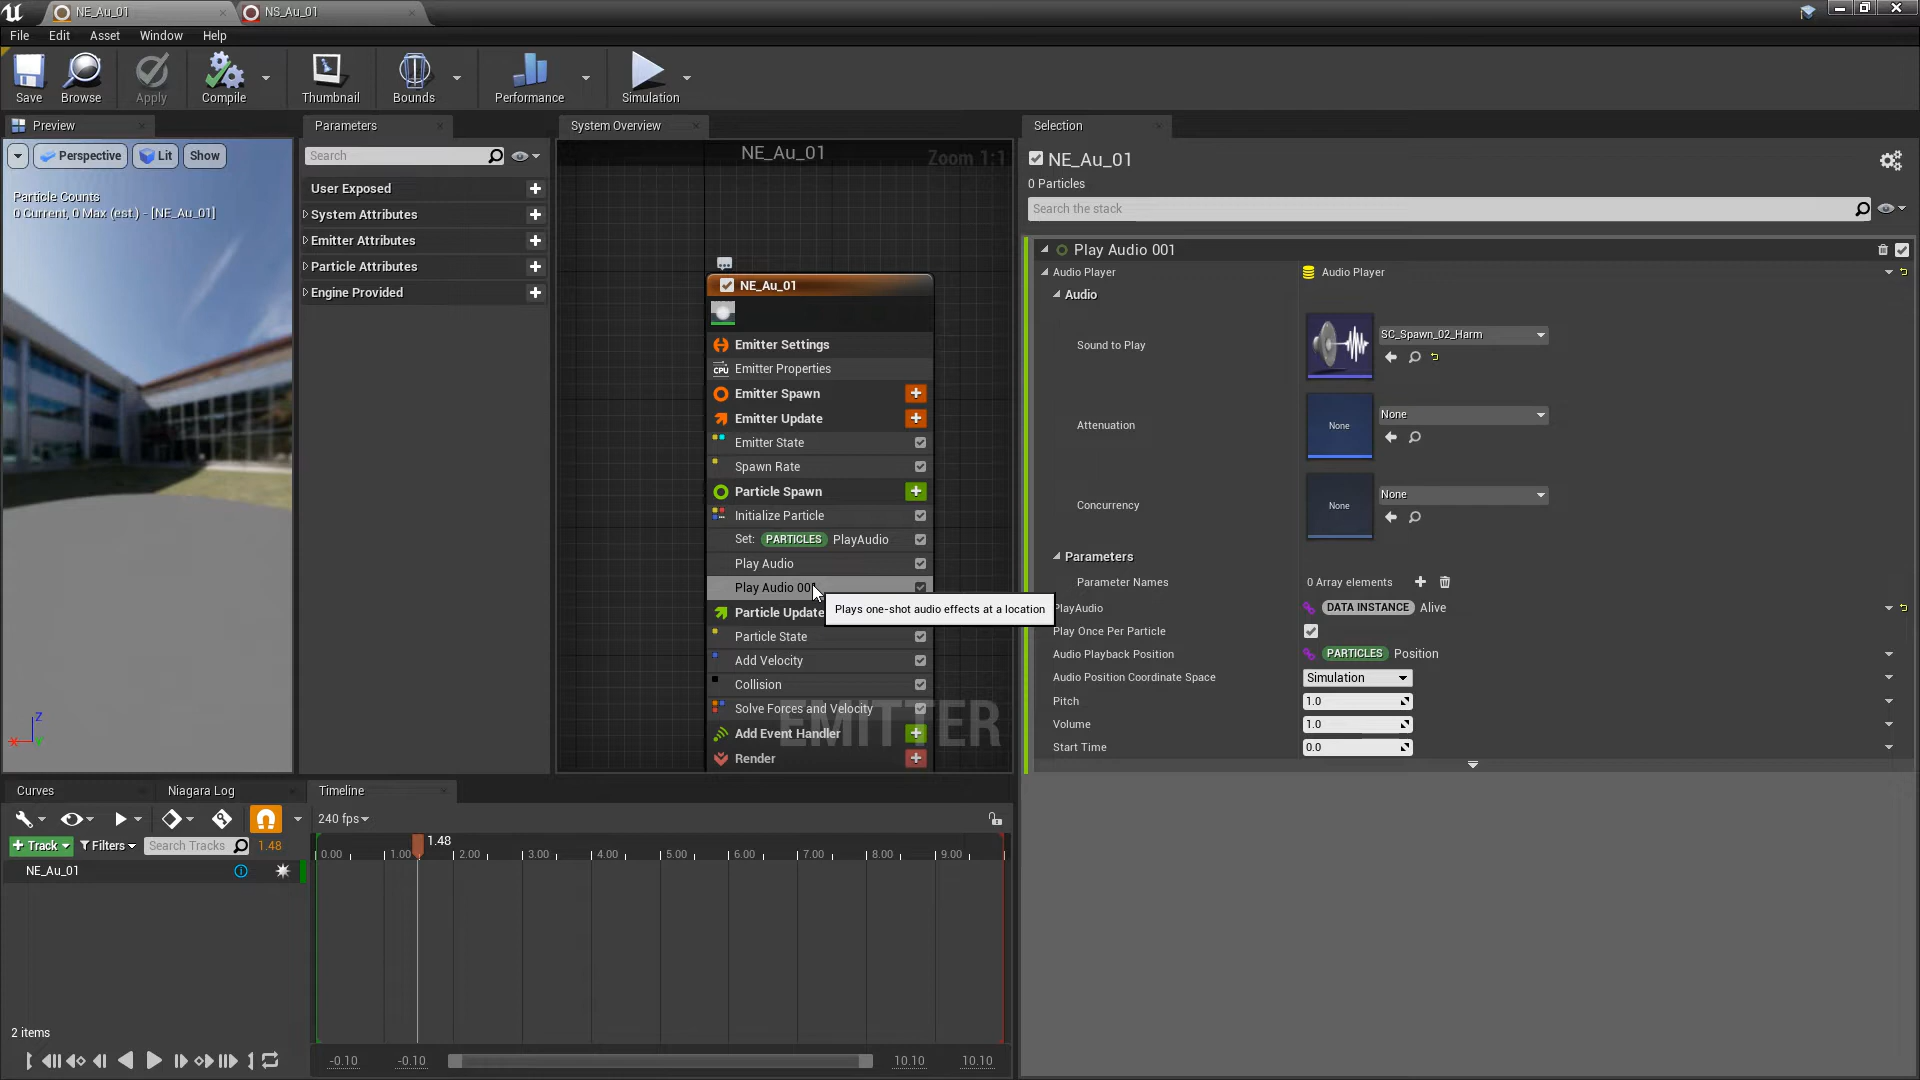 NE_Au_01
NS_Au_01
File Edit Asset Window Help
Save Browse Apply Compile Thumbnail Bounds Performance Simulation
Preview
Perspective Lit Show
Particle Counts
0 Current, 0 Max (est.) - [NE_Au_01]
Parameters
Search
User Exposed
System Attributes
Emitter Attributes
Particle Attributes
Engine Provided
System Overview
NE_Au_01
Zoom 1:1
NE_Au_01
Emitter Settings
CPU Emitter Properties
Emitter Spawn
Emitter Update
Emitter State
Spawn Rate
Particle Spawn
Initialize Particle
Set: PARTICLES PlayAudio
Play Audio
Play Audio 001
Plays one-shot audio effects at a location
Particle Update
Particle State
Add Velocity
Collision
Solve Forces and Velocity
Add Event Handler
Render
EMITTER
Selection
NE_Au_01
0 Particles
Search the stack
Play Audio 001
Audio Player Audio Player
Audio
Sound to Play SC_Spawn_02_Harm
Attenuation None None
Concurrency None None
Parameters
Parameter Names 0 Array elements
PlayAudio DATA INSTANCE Alive
Play Once Per Particle
Audio Playback Position PARTICLES Position
Audio Position Coordinate Space Simulation
Pitch 1.0
Volume 1.0
Start Time 0.0
Curves Niagara Log Timeline
240 fps
Track Filters Search Tracks 1.48
1.48
0.00 1.00 2.00 3.00 4.00 5.00 6.00 7.00 8.00 9.00
NE_Au_01
2 items
-0.10 -0.10 10.10 10.10
Z